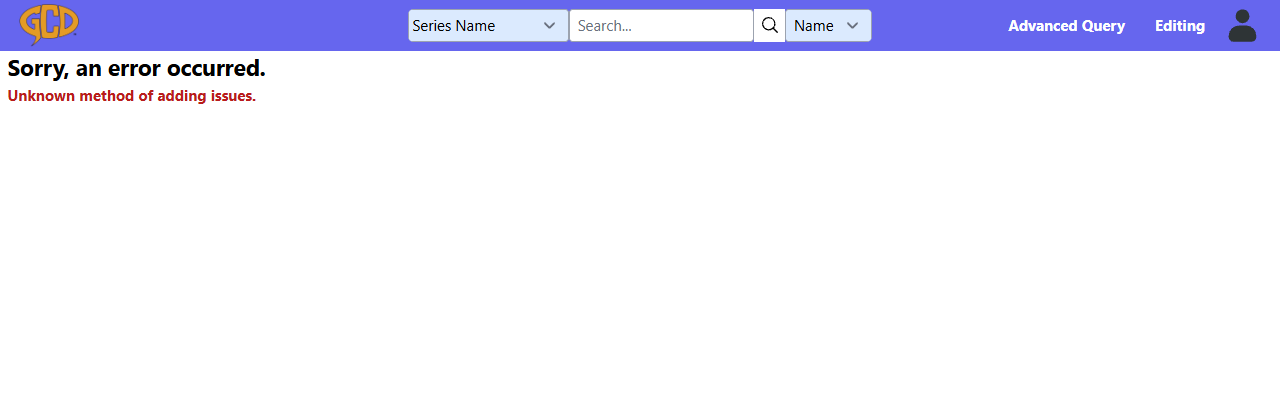 GCD
Series Name Search... Name Advanced Query Editing
Sorry, an error occurred.
Unknown method of adding issues.